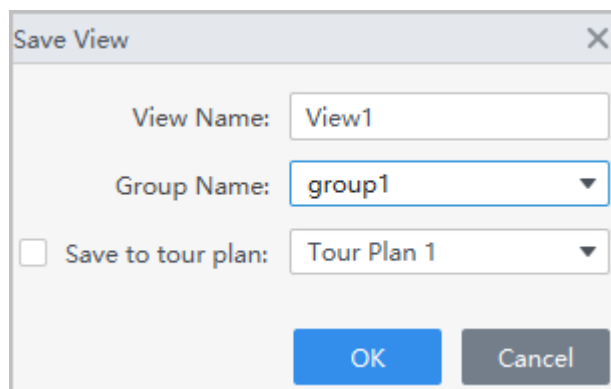 Save View
View Name: View1
Group Name: group1
Save to tour plan: Tour Plan 1
OK Cancel